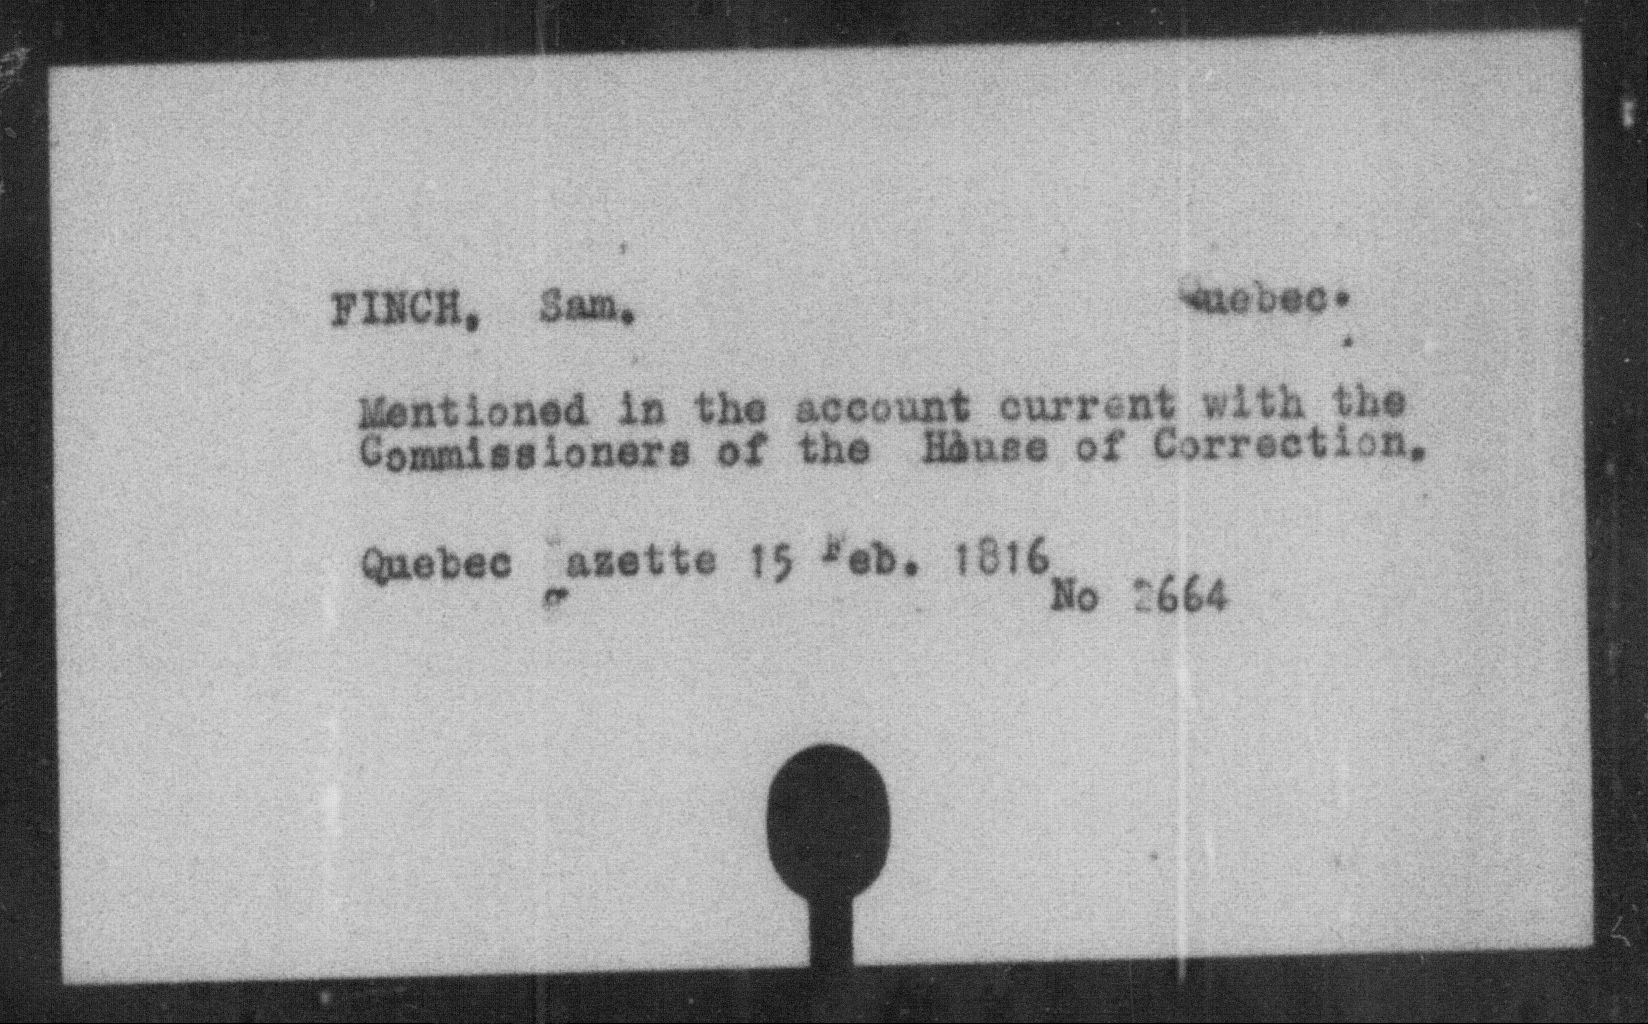 FINCH, Sam. Quebec.
Mentioned in the account current with the
Commissioners of the House of Correction.
Quebec Gazette 15 Feb. 1816
No 2664